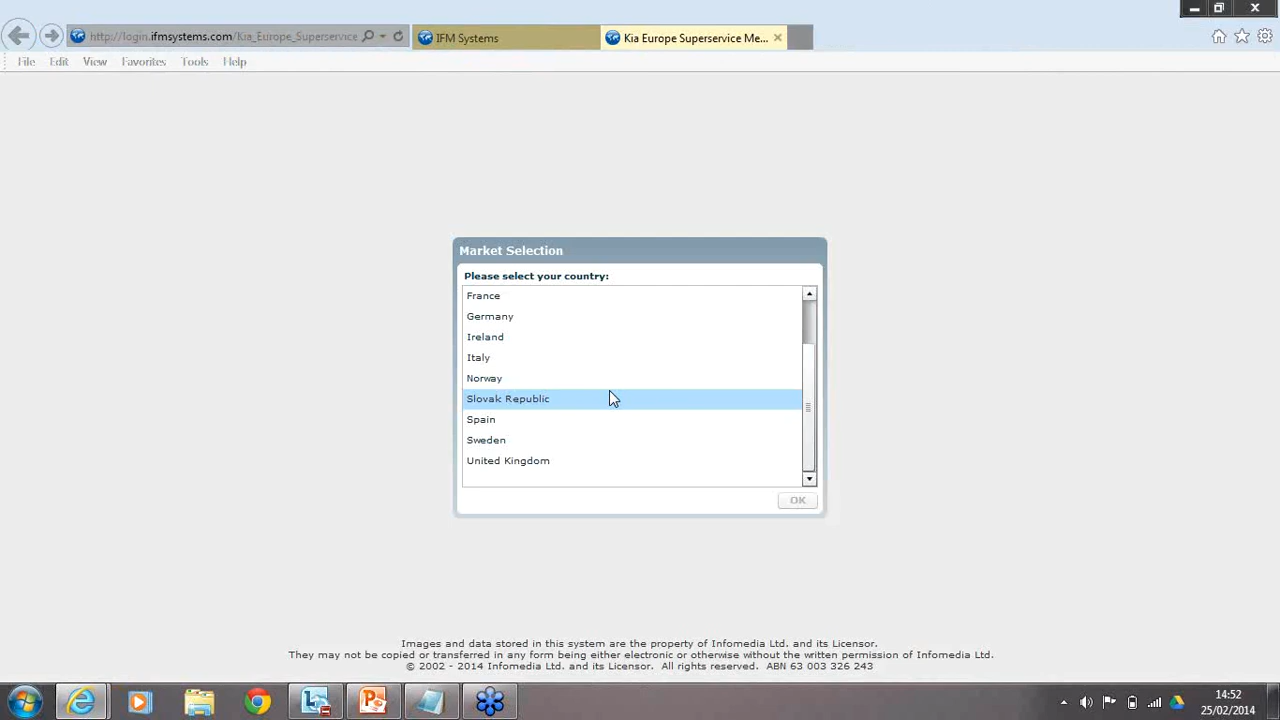 http://login.ifmsystems.com/Kia_Europe_Superservice
IFM Systems
Kia Europe Superservice Me...
File Edit View Favorites Tools Help
Market Selection
Please select your country:
France
Germany
Ireland
Italy
Norway
Slovak Republic
Spain
Sweden
United Kingdom
OK
Images and data stored in this system are the property of Infomedia Ltd. and its Licensor.
They may not be copied or transferred in any form being either electronic or otherwise without the written permission of Infomedia Ltd.
© 2002 - 2014 Infomedia Ltd. and its Licensor. All rights reserved. ABN 63 003 326 243
14:52
25/02/2014